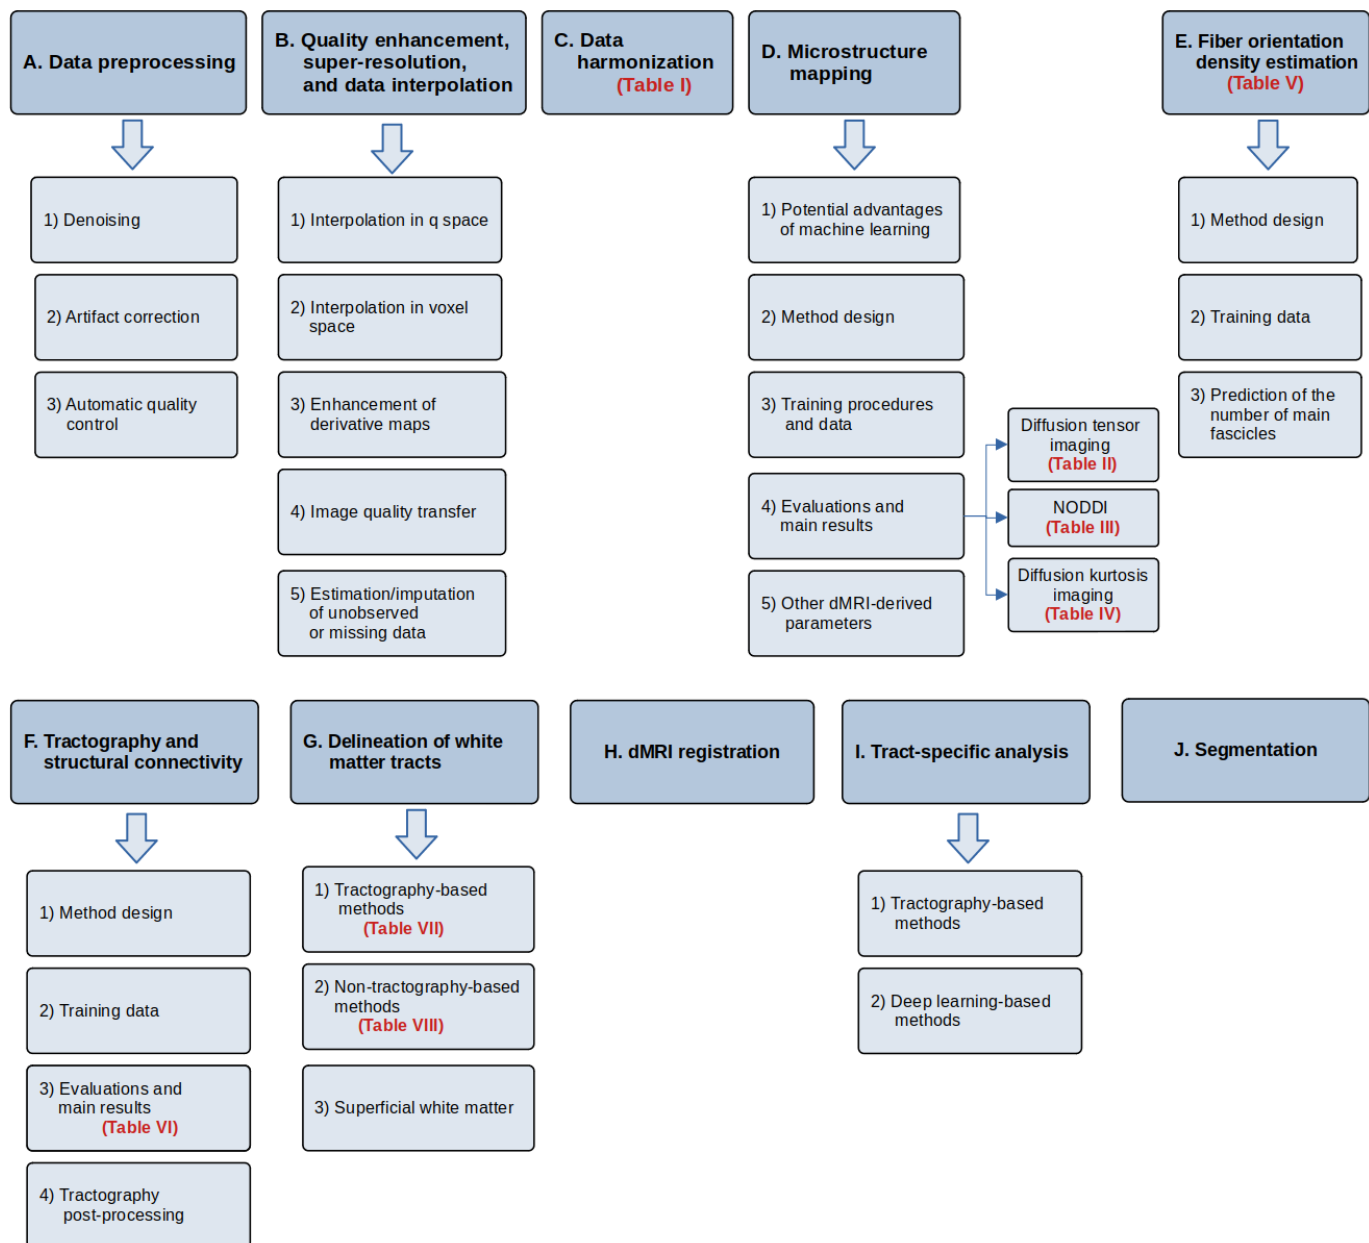 A. Data preprocessing
B. Quality enhancement,
super-resolution,
and data interpolation
C. Data
harmonization
(Table I)
D. Microstructure
mapping
E. Fiber orientation
density estimation
(Table V)
1) Denoising
2) Artifact correction
3) Automatic quality
control
1) Interpolation in q space
2) Interpolation in voxel
space
3) Enhancement of
derivative maps
4) Image quality transfer
5) Estimation/imputation
of unobserved
or missing data
1) Potential advantages
of machine learning
2) Method design
3) Training procedures
and data
4) Evaluations and
main results
5) Other dMRI-derived
parameters
Diffusion tensor
imaging
(Table II)
NODDI
(Table III)
Diffusion kurtosis
imaging
(Table IV)
1) Method design
2) Training data
3) Prediction of the
number of main
fascicles
F. Tractography and
structural connectivity
G. Delineation of white
matter tracts
H. dMRI registration
I. Tract-specific analysis
J. Segmentation
1) Method design
2) Training data
3) Evaluations and
main results
(Table VI)
4) Tractography
post-processing
1) Tractography-based
methods
(Table VII)
2) Non-tractography-based
methods
(Table VIII)
3) Superficial white matter
1) Tractography-based
methods
2) Deep learning-based
methods